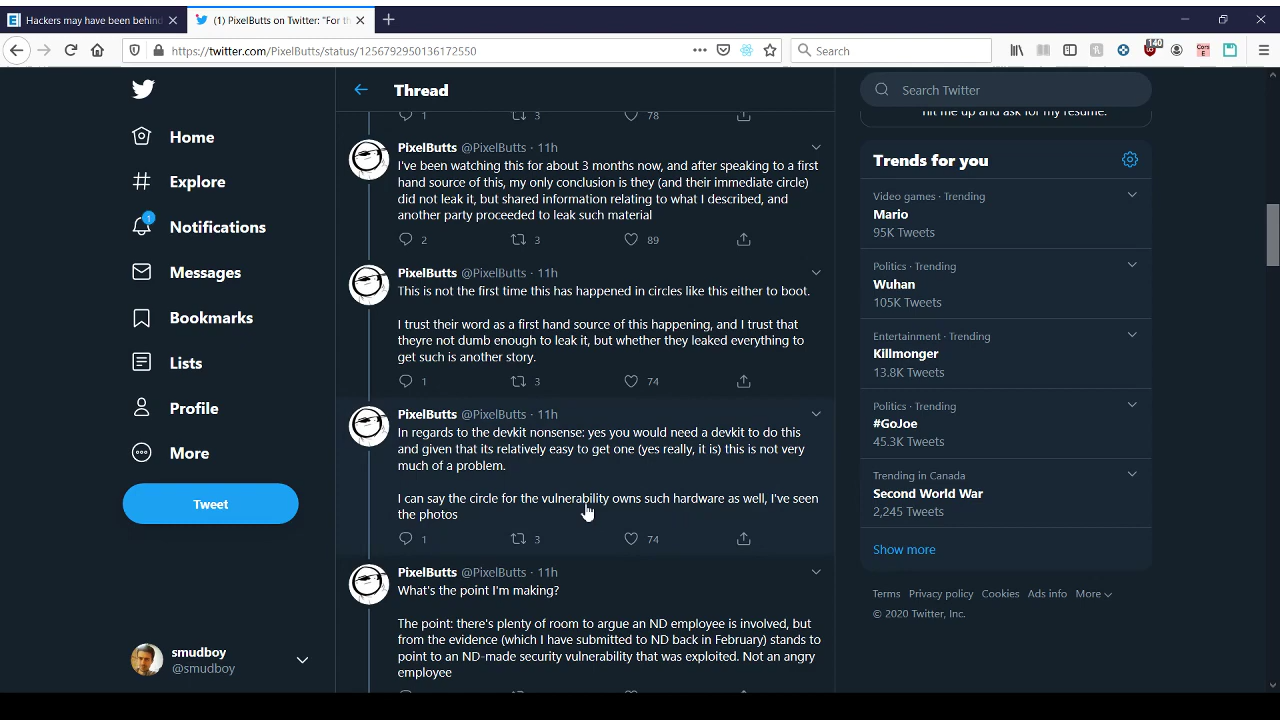 Hackers may have been behind
(1) PixelButts on Twitter: "For th
https://twitter.com/PixelButts/status/1256792950136172550
Search
140
Home
Explore
1
Notifications
Messages
Bookmarks
Lists
Profile
More
Tweet
smudboy
@smudboy
Thread
1 3 78
PixelButts @PixelButts · 11h
I've been watching this for about 3 months now, and after speaking to a first
hand source of this, my only conclusion is they (and their immediate circle)
did not leak it, but shared information relating to what I described, and
another party proceeded to leak such material
2 3 89
PixelButts @PixelButts · 11h
This is not the first time this has happened in circles like this either to boot.
I trust their word as a first hand source of this happening, and I trust that
theyre not dumb enough to leak it, but whether they leaked everything to
get such is another story.
1 3 74
PixelButts @PixelButts · 11h
In regards to the devkit nonsense: yes you would need a devkit to do this
and given that its relatively easy to get one (yes really, it is) this is not very
much of a problem.
I can say the circle for the vulnerability owns such hardware as well, I've seen
the photos
1 3 74
PixelButts @PixelButts · 11h
What's the point I'm making?
The point: there's plenty of room to argue an ND employee is involved, but
from the evidence (which I have submitted to ND back in February) stands to
point to an ND-made security vulnerability that was exploited. Not an angry
employee
Search Twitter
hit me up and ask for my resume.
Trends for you
Video games · Trending
Mario
95K Tweets
Politics · Trending
Wuhan
105K Tweets
Entertainment · Trending
Killmonger
13.8K Tweets
Politics · Trending
#GoJoe
45.3K Tweets
Trending in Canada
Second World War
2,245 Tweets
Show more
Terms Privacy policy Cookies Ads info More
© 2020 Twitter, Inc.